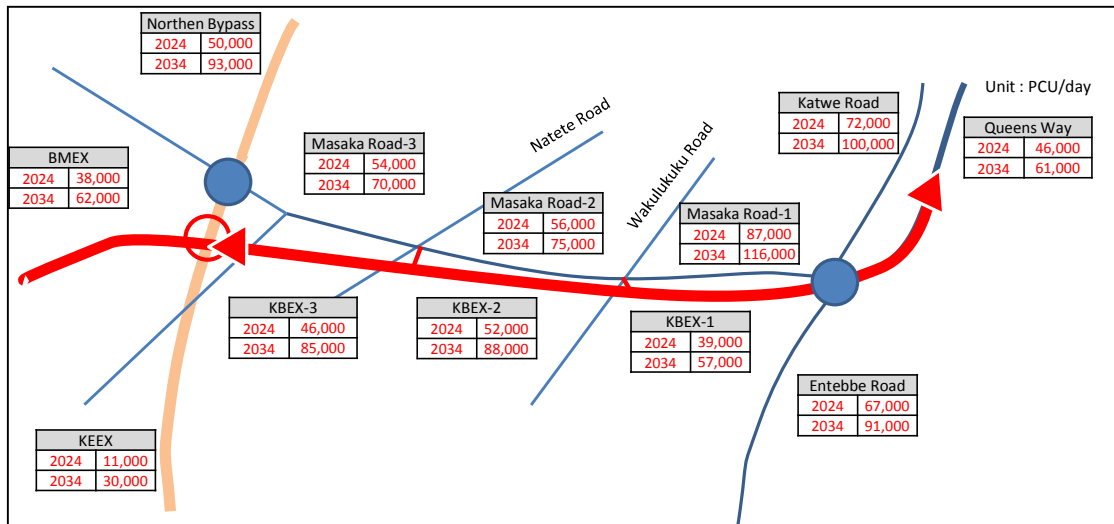 Northen Bypass
2024 50,000
2034 93,000
Unit : PCU/day
Katwe Road
2024 72,000
2034 100,000
Queens Way
2024 46,000
2034 61,000
Natete Road
Masaka Road-3
2024 54,000
2034 70,000
BMEX
2024 38,000
2034 62,000
Wakulukuku Road
Masaka Road-2
2024 56,000
2034 75,000
Masaka Road-1
2024 87,000
2034 116,000
KBEX-3
2024 46,000
2034 85,000
KBEX-2
2024 52,000
2034 88,000
KBEX-1
2024 39,000
2034 57,000
Entebbe Road
2024 67,000
2034 91,000
KEEX
2024 11,000
2034 30,000